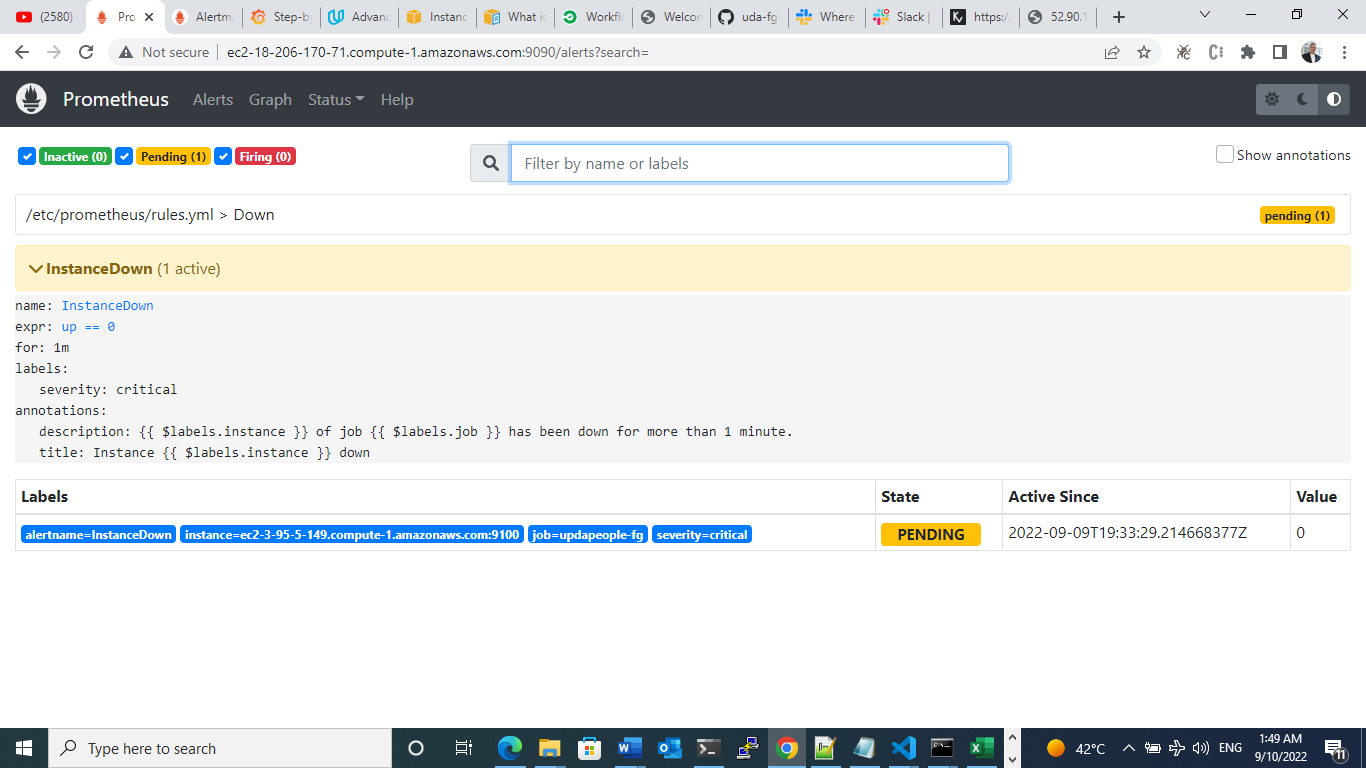 (2580)
Pro
Alertm
Step-by
Advanc
Instanc
What is
Workflo
Welcom
uda-fg
Where
Slack |
https:/
52.90.1
Not secure
ec2-18-206-170-71.compute-1.amazonaws.com:9090/alerts?search=
Prometheus Alerts Graph Status Help
Inactive (0) Pending (1) Firing (0)
Filter by name or labels
Show annotations
/etc/prometheus/rules.yml > Down
pending (1)
InstanceDown (1 active)
name: InstanceDown
expr: up == 0
for: 1m
labels:
severity: critical
annotations:
description: {{ $labels.instance }} of job {{ $labels.job }} has been down for more than 1 minute.
title: Instance {{ $labels.instance }} down
Labels State Active Since Value
alertname=InstanceDown instance=ec2-3-95-5-149.compute-1.amazonaws.com:9100 job=updapeople-fg severity=critical PENDING 2022-09-09T19:33:29.214668377Z 0
Type here to search
42°C
ENG
1:49 AM
9/10/2022
11